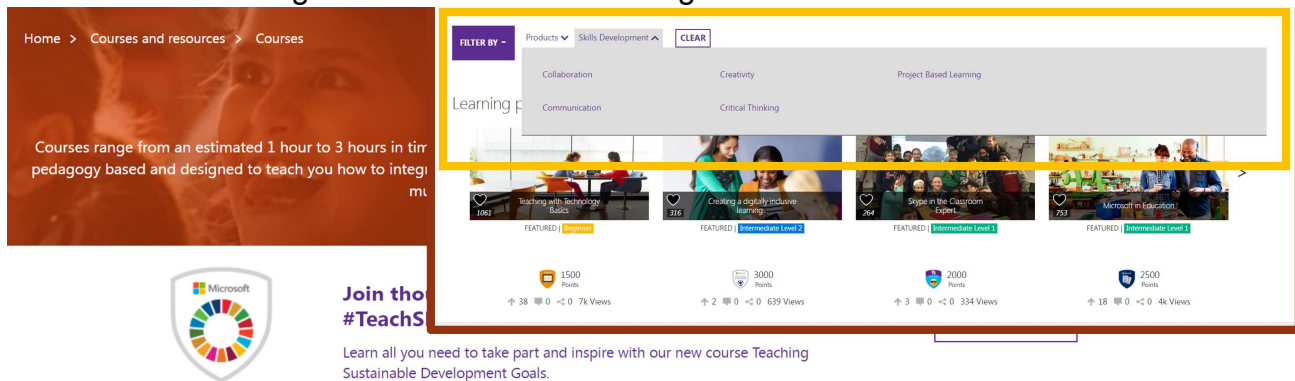 Home > Courses and resources > Courses
Courses range from an estimated 1 hour to 3 hours in
pedagogy based and designed to teach you how to
Microsoft
Join
Learn all you need to take part and inspire with our new course Teaching
Sustainable Development Goals.
FILTER BY - Products Skills Development CLEAR
Collaboration Creativity Project Based Learning
Communication Critical Thinking
Learning
1061 Teaching with Technology
Basics
316 Creating a digitally inclusive
learning
264 Skype in the Classroom
Expert
753 Microsoft in Education
>
FEATURED | Beginner FEATURED | Intermediate Level 2 FEATURED | Intermediate Level 1 FEATURED | Intermediate Level 1
1500 3000 2000 2500
Points Points Points Points
38 0 0 7k Views 2 0 0 639 Views 3 0 0 334 Views 18 0 0 4k Views